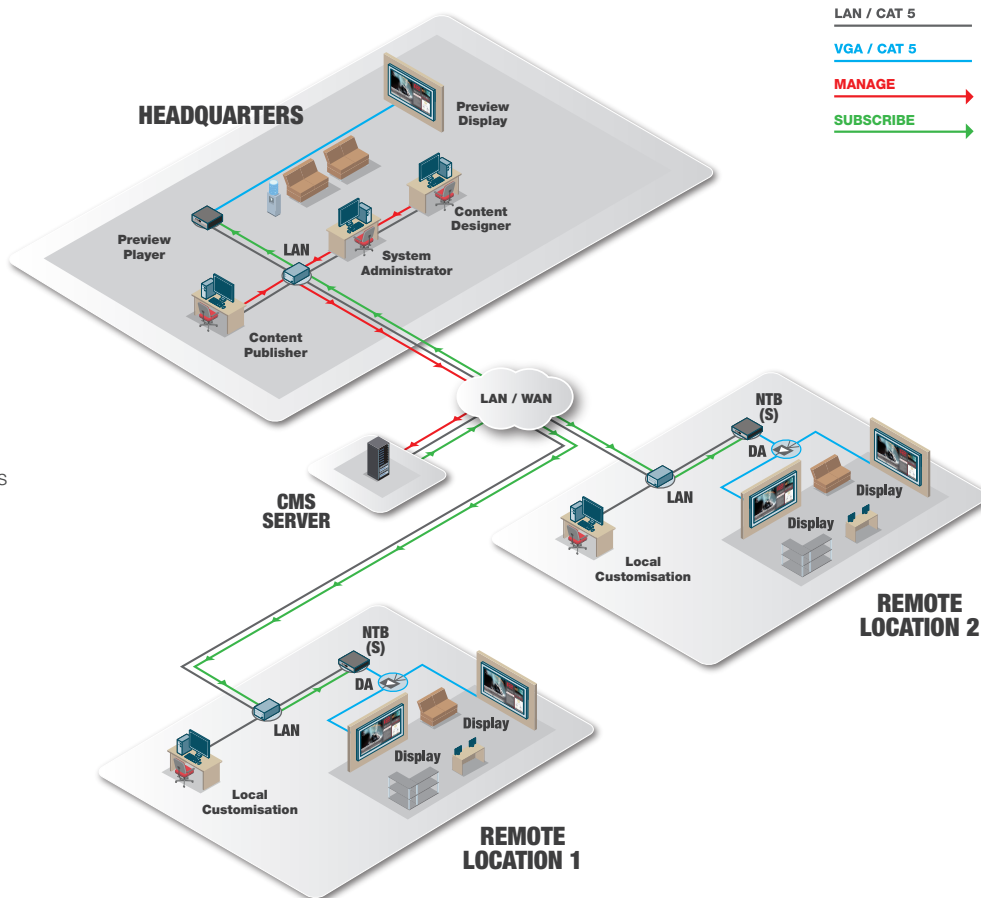 LAN / CAT 5
VGA / CAT 5
MANAGE
SUBSCRIBE
HEADQUARTERS
Preview
Display
Content
Designer
Preview
Player
LAN
System
Administrator
Content
Publisher
LAN / WAN
CMS
SERVER
NTB
(S)
DA
LAN
Display
Display
Local
Customisation
REMOTE
LOCATION 2
NTB
(S)
DA
LAN
Display
Display
Local
Customisation
REMOTE
LOCATION 1
S